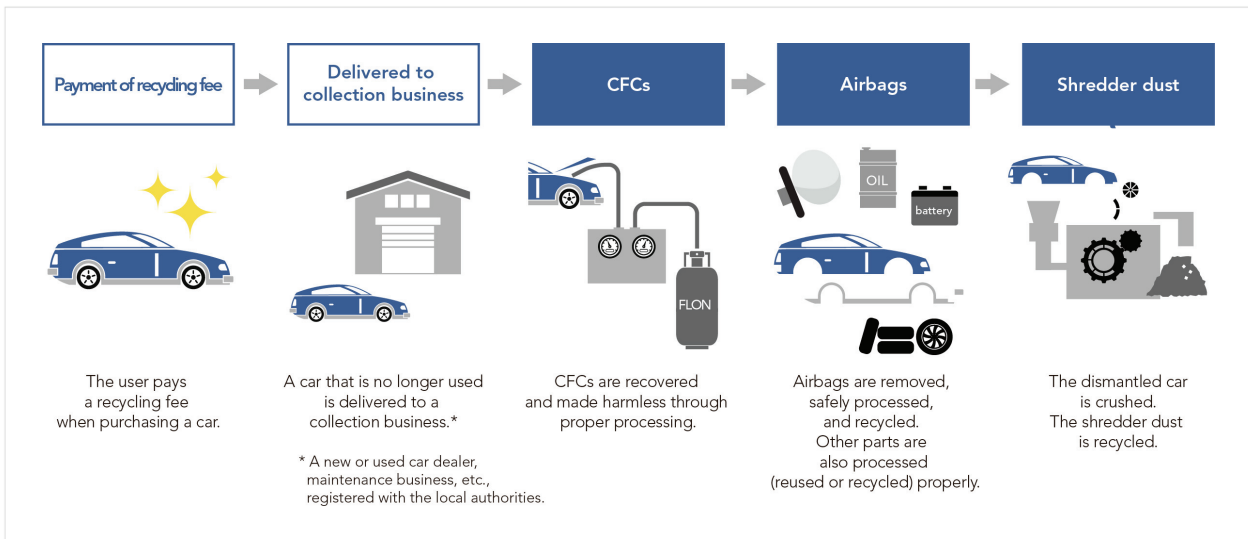 Payment of recyding fee
Delivered to
collection business
CFCs
Airbags
Shredder dust
OIL
battery
FLON
The user pays
a recycling fee
when purchasing a car.
A car that is no longer used
is delivered to a
collection business.*
* A new or used car dealer,
maintenance business, etc.,
registered with the local authorities.
CFCs are recovered
and made harmless through
proper processing.
Airbags are removed,
safely processed,
and recycled.
Other parts are
also processed
(reused or recycled) properly.
The dismantled car
is crushed.
The shredder dust
is recycled.